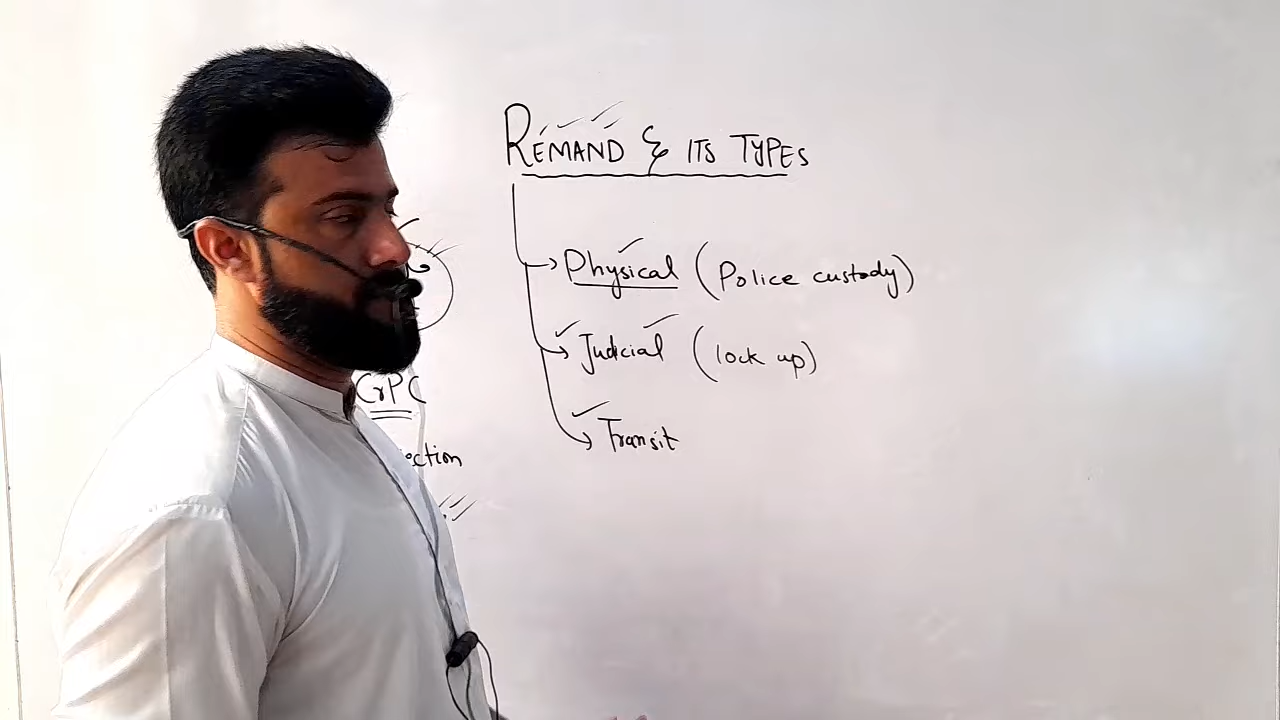 REMAND & ITS TYPES
Physical (Police custody)
Judicial (lock up)
Transit
CrPC